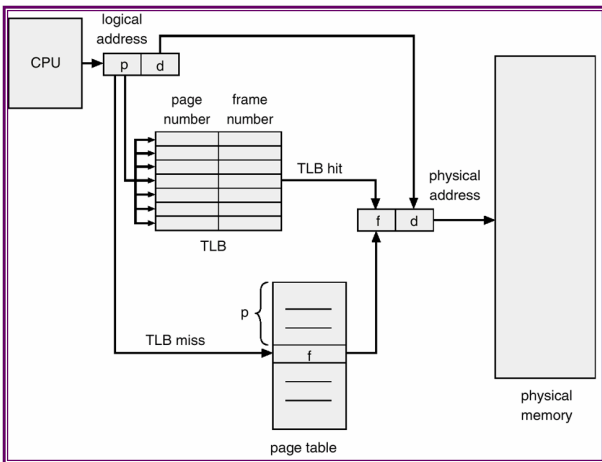 logical
address
CPU
p d
page frame
number number
TLB hit
physical
address
f d
TLB
p
TLB miss
f
physical
memory
page table